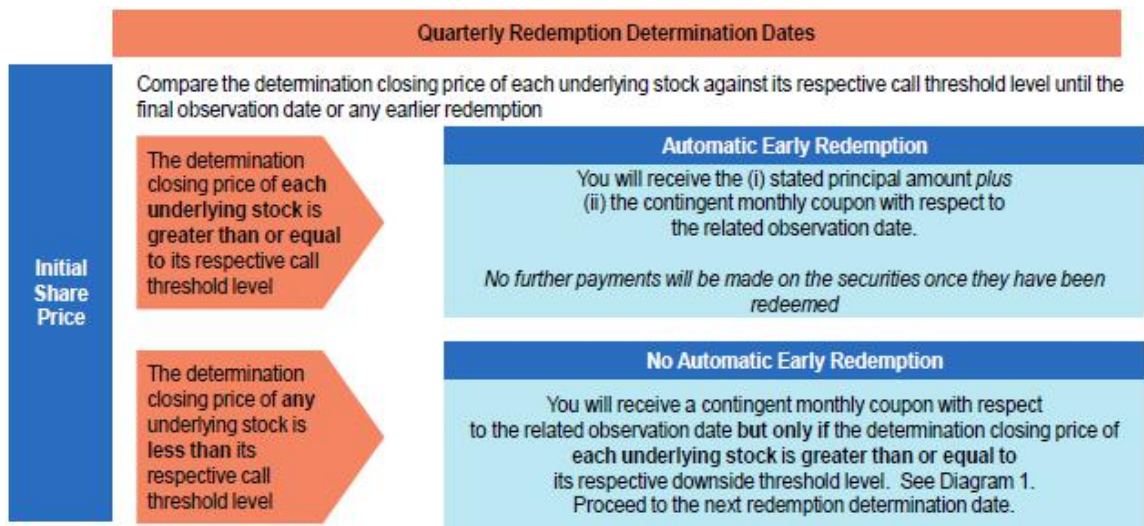 Quarterly Redemption Determination Dates
Compare the determination closing price of each underlying stock against its respective call threshold level until the
final observation date or any earlier redemption
Initial
Share
Price
The determination
closing price of each
underlying stock is
greater than or equal
to its respective call
threshold level
Automatic Early Redemption
You will receive the (i) stated principal amount plus
(ii) the contingent monthly coupon with respect to
the related observation date.
No further payments will be made on the securities once they have been
redeemed
The determination
closing price of any
underlying stock is
less than its
respective call
threshold level
No Automatic Early Redemption
You will receive a contingent monthly coupon with respect
to the related observation date but only if the determination closing price of
each underlying stock is greater than or equal to
its respective downside threshold level. See Diagram 1.
Proceed to the next redemption determination date.